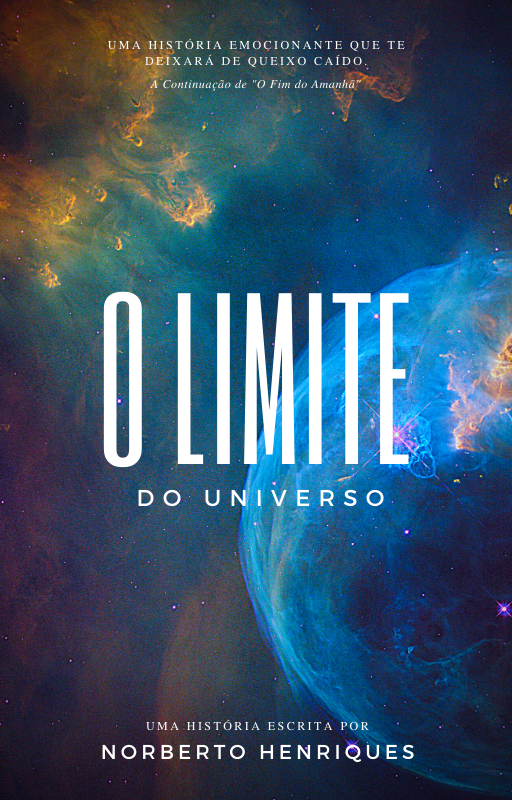 UMA HISTÓRIA EMOCIONANTE QUE TE
DEIXARÁ DE QUEIXO CAÍDO.
A Continuação de "O Fim do Amanhã"
O LIMITE
DO UNIVERSO
UMA HISTÓRIA ESCRITA POR
NORBERTO HENRIQUES